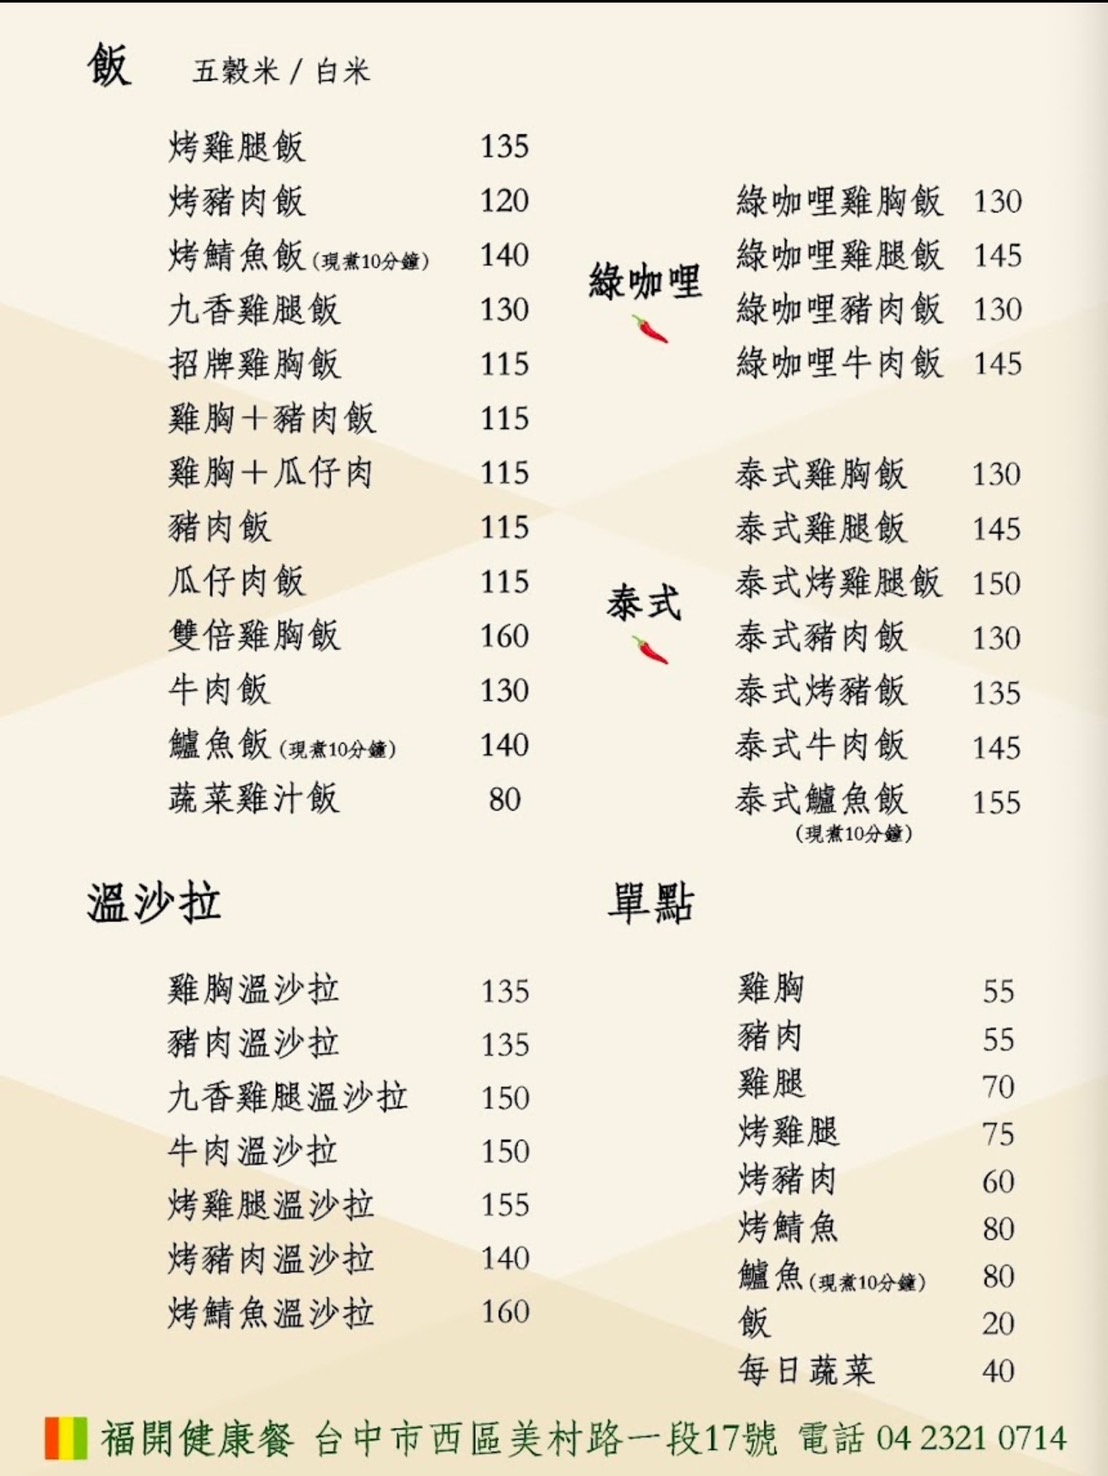 飯 五穀米 / 白米
烤雞腿飯 135
烤豬肉飯 120
烤鯖魚飯(現煮10分鐘) 140
九香雞腿飯 130
招牌雞胸飯 115
雞胸＋豬肉飯 115
雞胸＋瓜仔肉 115
豬肉飯 115
瓜仔肉飯 115
雙倍雞胸飯 160
牛肉飯 130
鱸魚飯(現煮10分鐘) 140
蔬菜雞汁飯 80
綠咖哩
綠咖哩雞胸飯 130
綠咖哩雞腿飯 145
綠咖哩豬肉飯 130
綠咖哩牛肉飯 145
泰式
泰式雞胸飯 130
泰式雞腿飯 145
泰式烤雞腿飯 150
泰式豬肉飯 130
泰式烤豬飯 135
泰式牛肉飯 145
泰式鱸魚飯 155
(現煮10分鐘)
溫沙拉
雞胸溫沙拉 135
豬肉溫沙拉 135
九香雞腿溫沙拉 150
牛肉溫沙拉 150
烤雞腿溫沙拉 155
烤豬肉溫沙拉 140
烤鯖魚溫沙拉 160
單點
雞胸 55
豬肉 55
雞腿 70
烤雞腿 75
烤豬肉 60
烤鯖魚 80
鱸魚(現煮10分鐘) 80
飯 20
每日蔬菜 40
福開健康餐 台中市西區美村路一段17號 電話 04 2321 0714